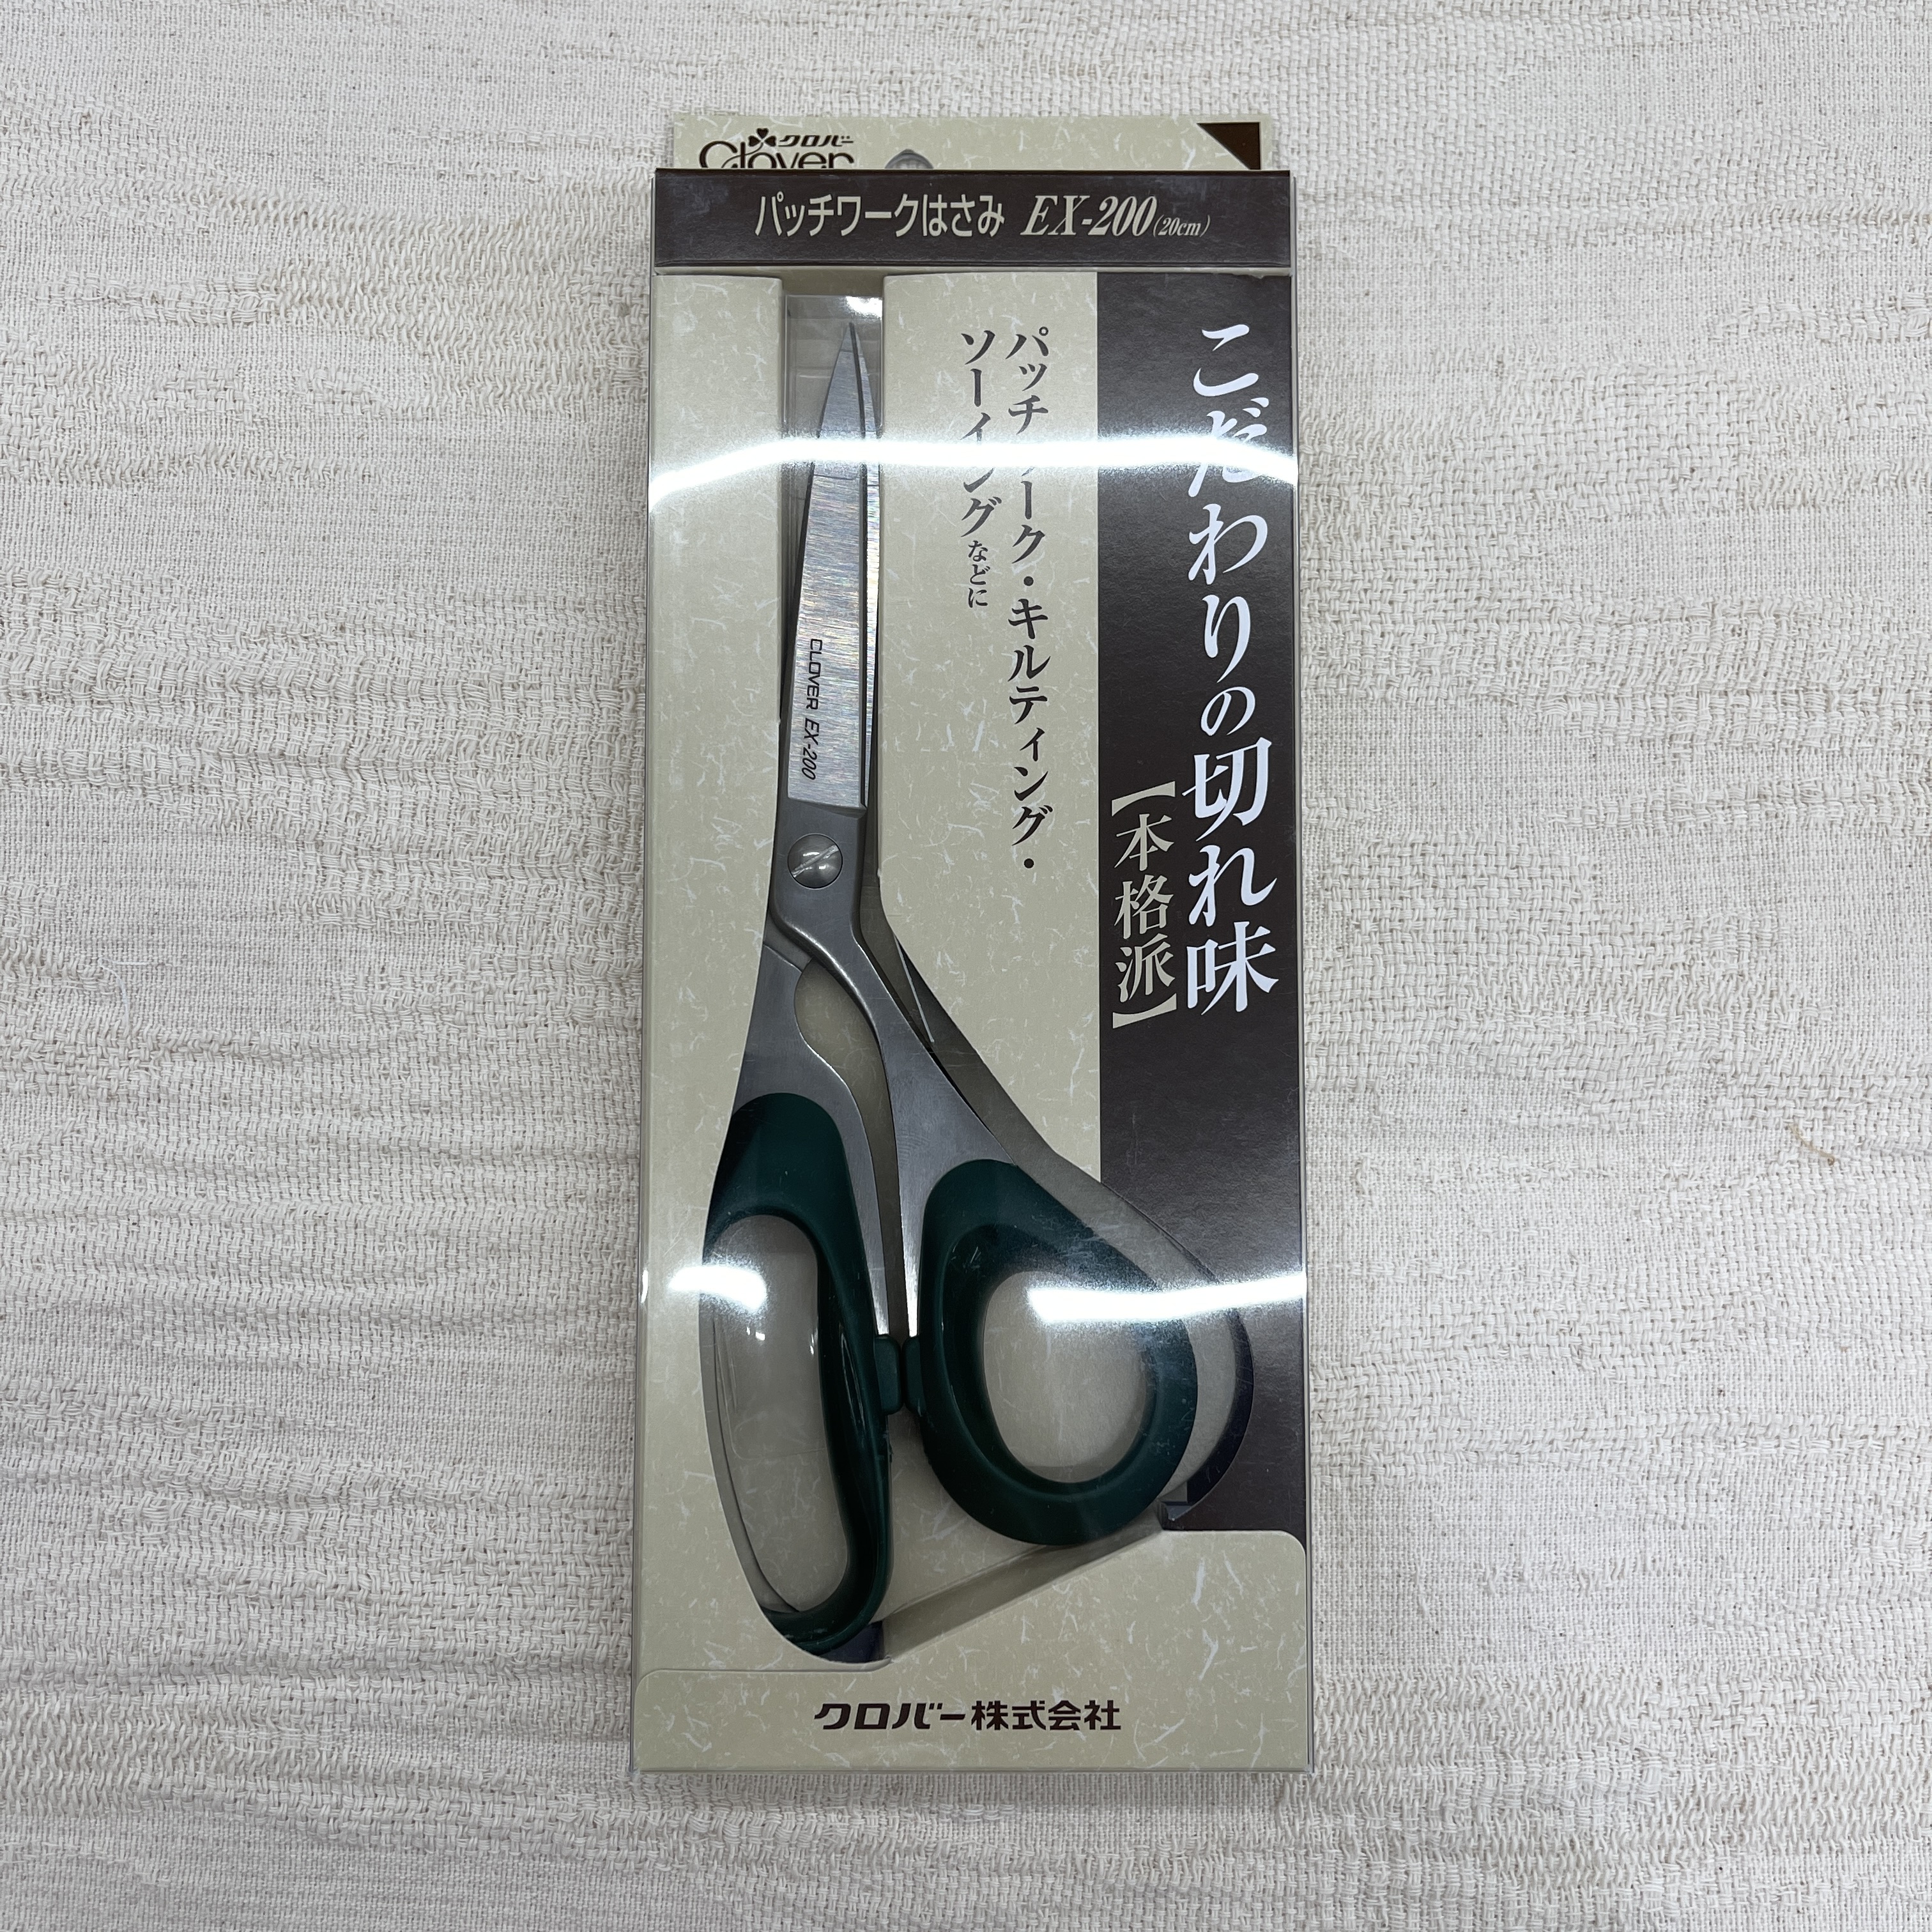 クロバー
Clover
パッチワークはさみ EX-200(20cm)
こだわりの切れ味
【本格派】
パッチワーク・キルティング・
ソーイングなどに
CLOVER EX-200
クロバー株式会社